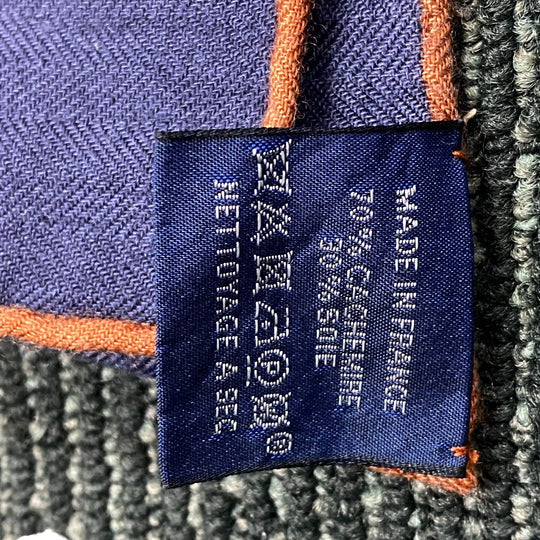 MADE IN FRANCE
70 % CACHEMIRE
30 % SOIE
NETTOYAGE A SEC